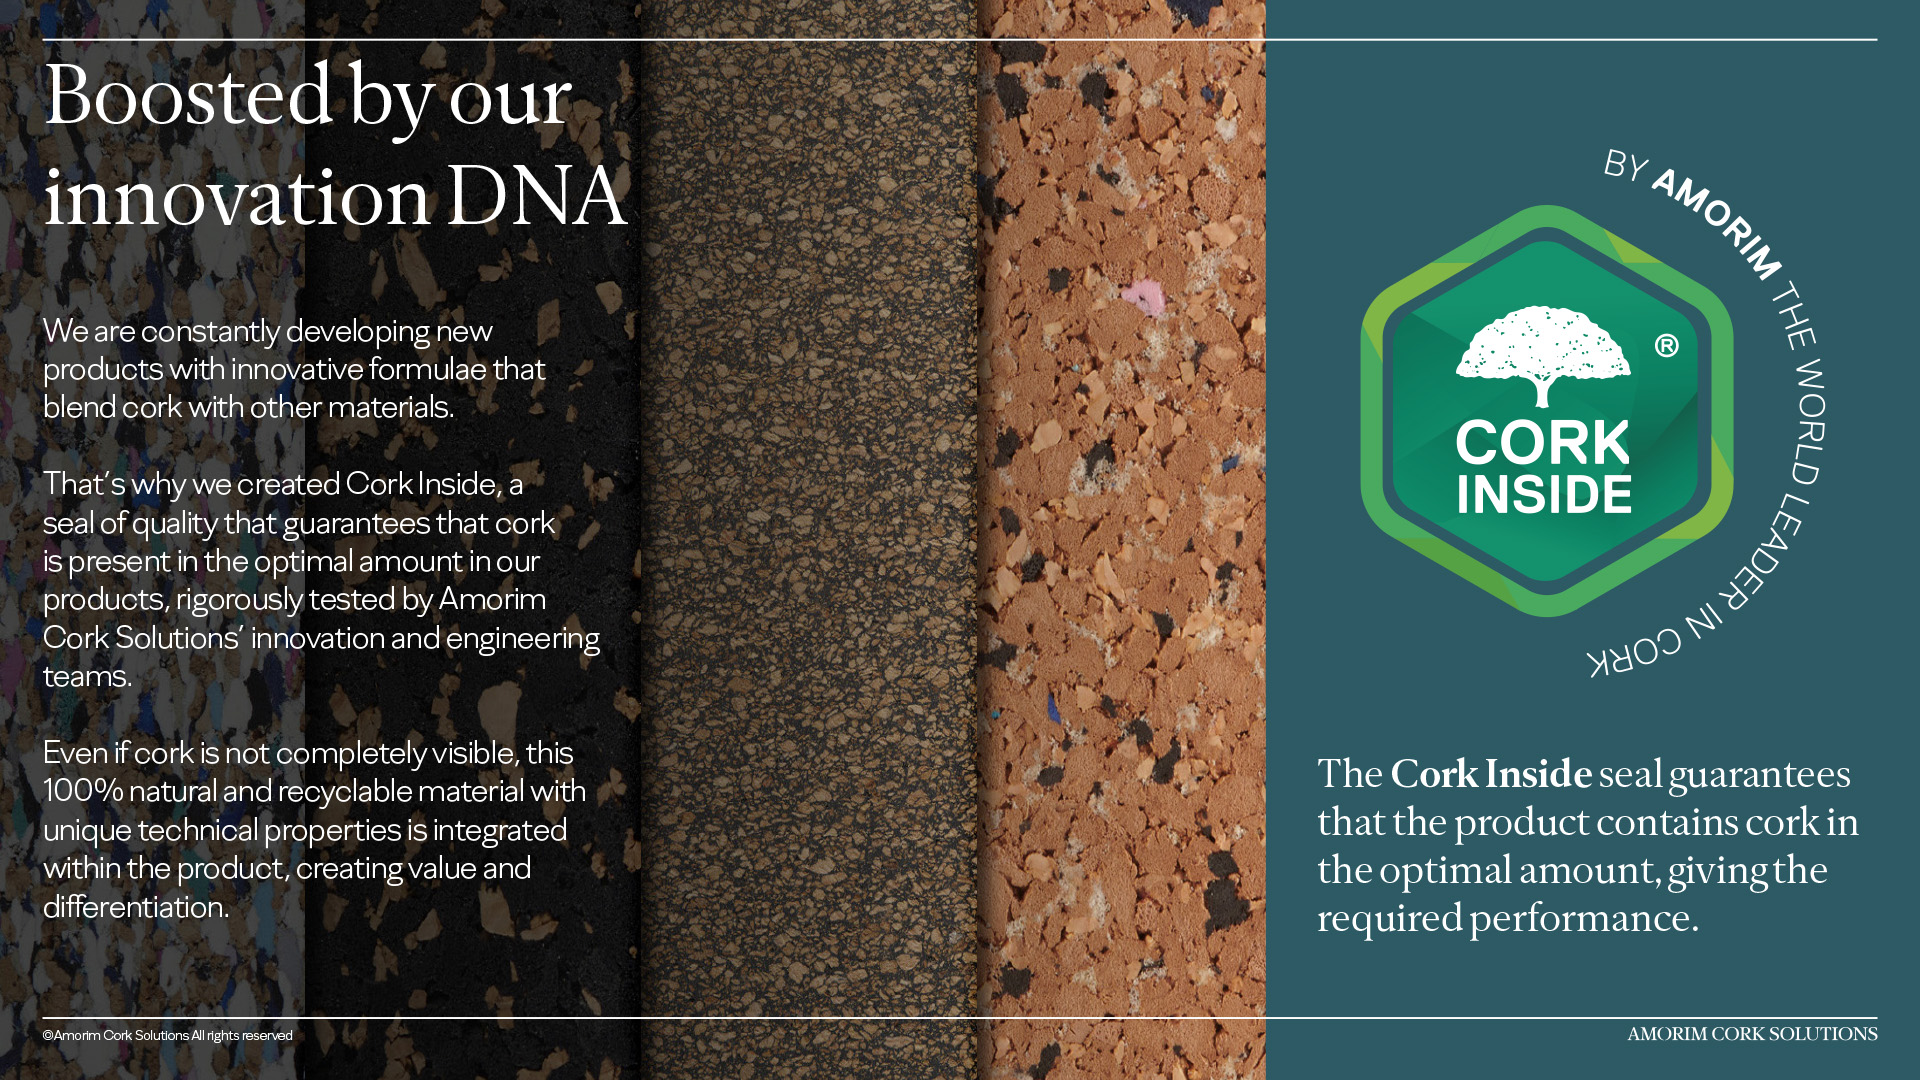 Boosted by our
innovation DNA
We are constantly developing new
products with innovative formulae that
blend cork with other materials.
That's why we created Cork Inside, a
seal of quality that guarantees that cork
is present in the optimal amount in our
products, rigorously tested by Amorim
Cork Solutions' innovation and engineering
teams.
Even if cork is not completely visible, this
100% natural and recyclable material with
unique technical properties is integrated
within the product, creating value and
differentiation.
BY AMORIM THE WORLD LEADER IN CORK
®
CORK
INSIDE
The Cork Inside seal guarantees
that the product contains cork in
the optimal amount, giving the
required performance.
©Amorim Cork Solutions All rights reserved
AMORIM CORK SOLUTIONS